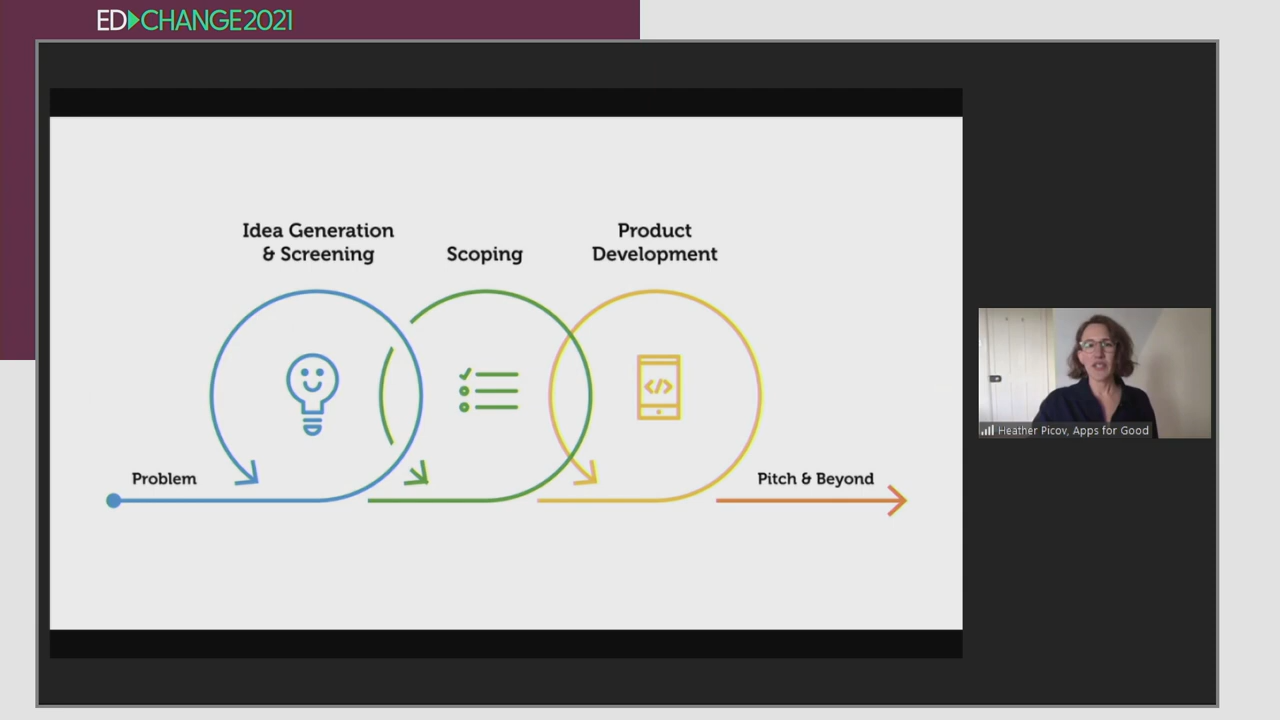 ED CHANGE2021
Idea Generation
& Screening
Scoping
Product
Development
</>
Problem
Pitch & Beyond
Heather Picov, Apps for Good